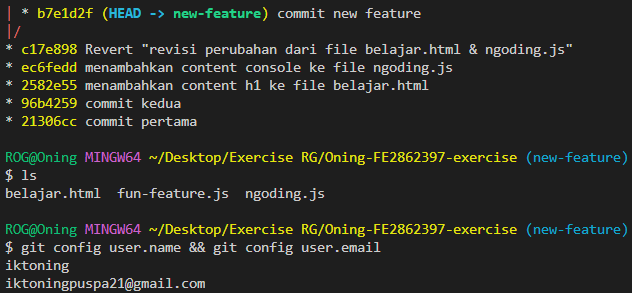 | * b7e1d2f (HEAD -> new-feature) commit new feature
|/
* c17e898 Revert "revisi perubahan dari file belajar.html & ngoding.js"
* ec6fedd menambahkan content console ke file ngoding.js
* 2582e55 menambahkan content h1 ke file belajar.html
* 96b4259 commit kedua
* 21306cc commit pertama
ROG@Oning MINGW64 ~/Desktop/Exercise RG/Oning-FE2862397-exercise (new-feature)
$ ls
belajar.html  fun-feature.js  ngoding.js
ROG@Oning MINGW64 ~/Desktop/Exercise RG/Oning-FE2862397-exercise (new-feature)
$ git config user.name && git config user.email
iktoning
iktoningpuspa21@gmail.com